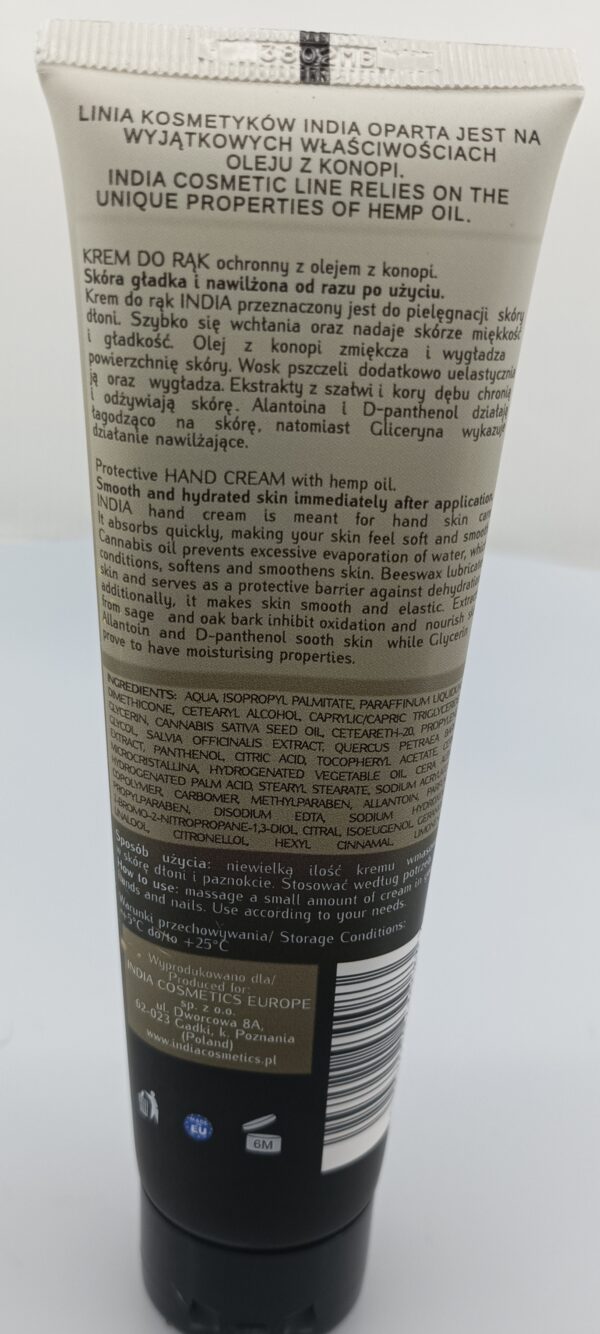 3802MB
LINIA KOSMETYKÓW INDIA OPARTA JEST NA
WYJĄTKOWYCH WŁAŚCIWOŚCIACH
OLEJU Z KONOPI.
INDIA COSMETIC LINE RELIES ON THE
UNIQUE PROPERTIES OF HEMP OIL.
KREM DO RĄK ochronny z olejem z konopi.
Skóra gładka i nawilżona od razu po użyciu.
Krem do rąk INDIA przeznaczony jest do pielęgnacji skóry
dłoni. Szybko się wchłania oraz nadaje skórze miękkość
i gładkość. Olej z konopi zmiękcza i wygładza
powierzchnię skóry. Wosk pszczeli dodatkowo uelastycznia
ją oraz wygładza. Ekstrakty z szałwi i kory dębu chronią
i odżywiają skórę. Alantoina i D-panthenol działają
łagodząco na skórę, natomiast Gliceryna wykazuje
działanie nawilżające.
Protective HAND CREAM with hemp oil.
Smooth and hydrated skin immediately after application.
INDIA hand cream is meant for hand skin
It absorbs quickly, making your skin feel soft and smooth.
Cannabis oil prevents excessive evaporation of water,
conditions, softens and smoothens skin. Beeswax
skin and serves as a protective barrier against
additionally, it makes skin smooth and elastic.
from sage and oak bark inhibit oxidation and nourish
Allantoin and D-panthenol sooth skin while Glycerin
prove to have moisturising properties.
INGREDIENTS: AQUA, ISOPROPYL PALMITATE, PARAFFINUM
DIMETHICONE, CETEARYL ALCOHOL, CAPRYLIC/CAPRIC
GLYCERIN, CANNABIS SATIVA SEED OIL, CETEARETH-20,
GLYCOL, SALVIA OFFICINALIS EXTRACT, QUERCUS PETRAEA
EXTRACT, PANTHENOL, CITRIC ACID, TOCOPHERYL ACETATE,
MICROCRISTALLINA, HYDROGENATED VEGETABLE OIL, CERA
HYDROGENATED PALM ACID, STEARYL STEARATE, SODIUM
COPOLYMER, CARBOMER, METHYLPARABEN, ALLANTOIN,
PROPYLPARABEN, DISODIUM EDTA, SODIUM
2-BROMO-2-NITROPROPANE-1,3-DIOL, CITRAL, ISOEUGENOL,
LINALOOL, CITRONELLOL, HEXYL CINNAMAL
Sposób użycia: niewielką ilość kremu
w skórę dłoni i paznokcie. Stosować według
How to use: massage a small amount of cream in
hands and nails. Use according to your needs.
Warunki przechowywania/ Storage Conditions:
+5°C do/to +25°C
Wyprodukowano dla/
Produced for:
INDIA COSMETICS EUROPE
sp. z o.o.
ul. Dworcowa 8A,
62-023 Gądki, k. Poznania
(Poland)
www.indiacosmetics.pl
MADE
EU
6M